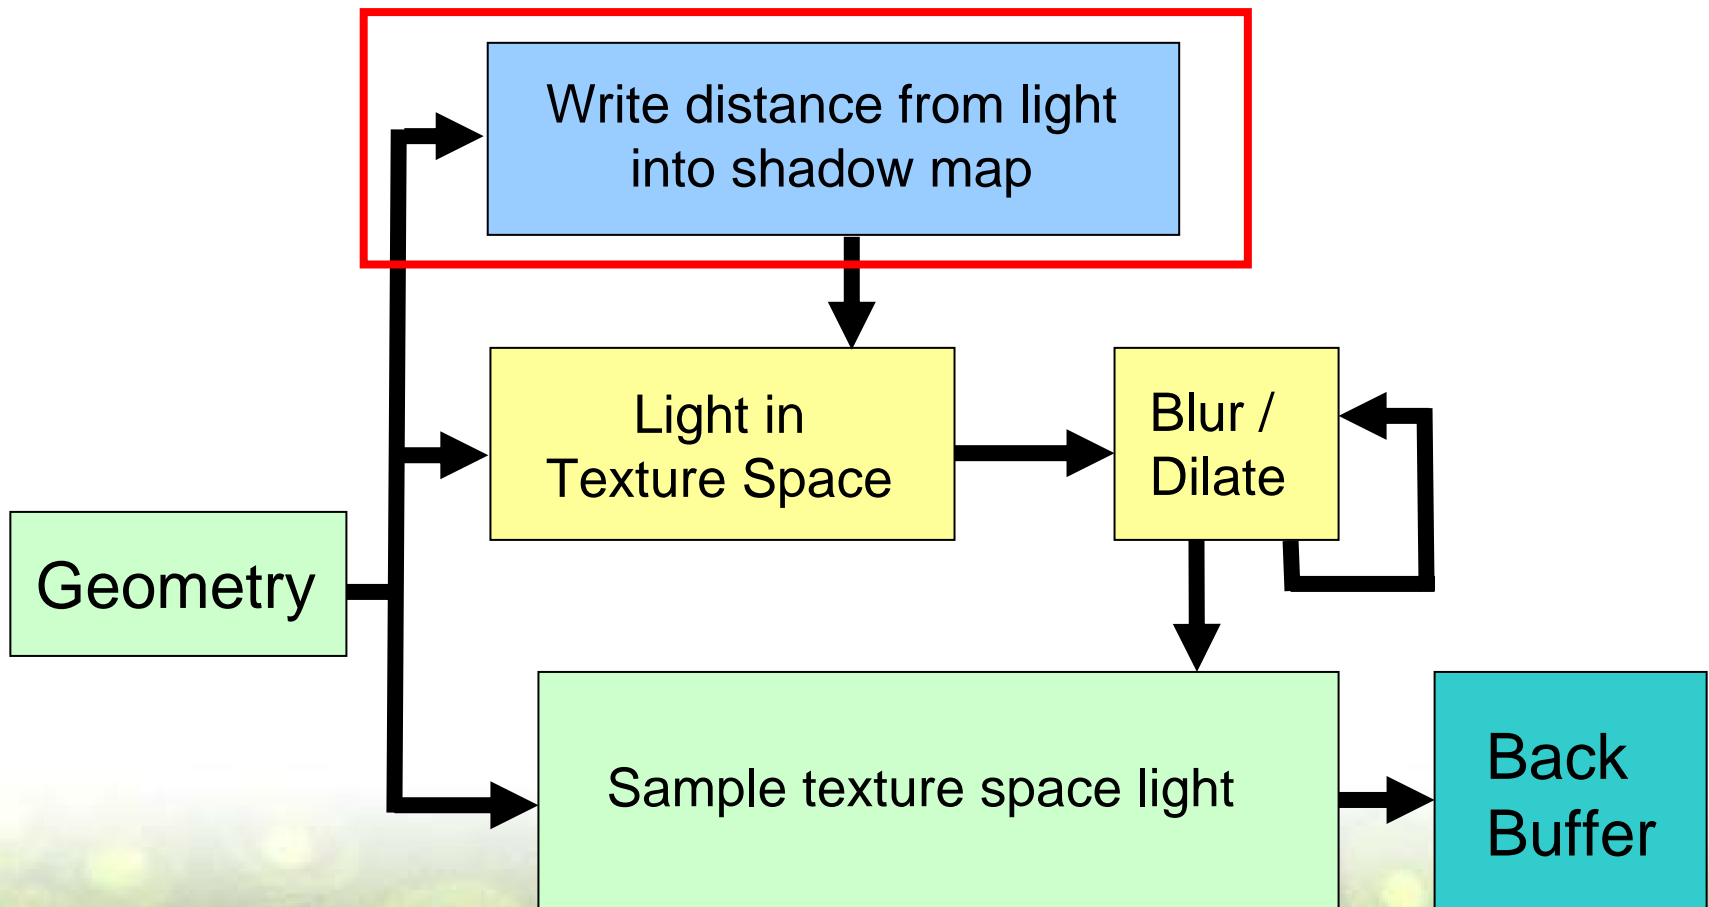 Write distance from light
into shadow map
Light in
Texture Space
Blur /
Dilate
Geometry
Sample texture space light
Back
Buffer